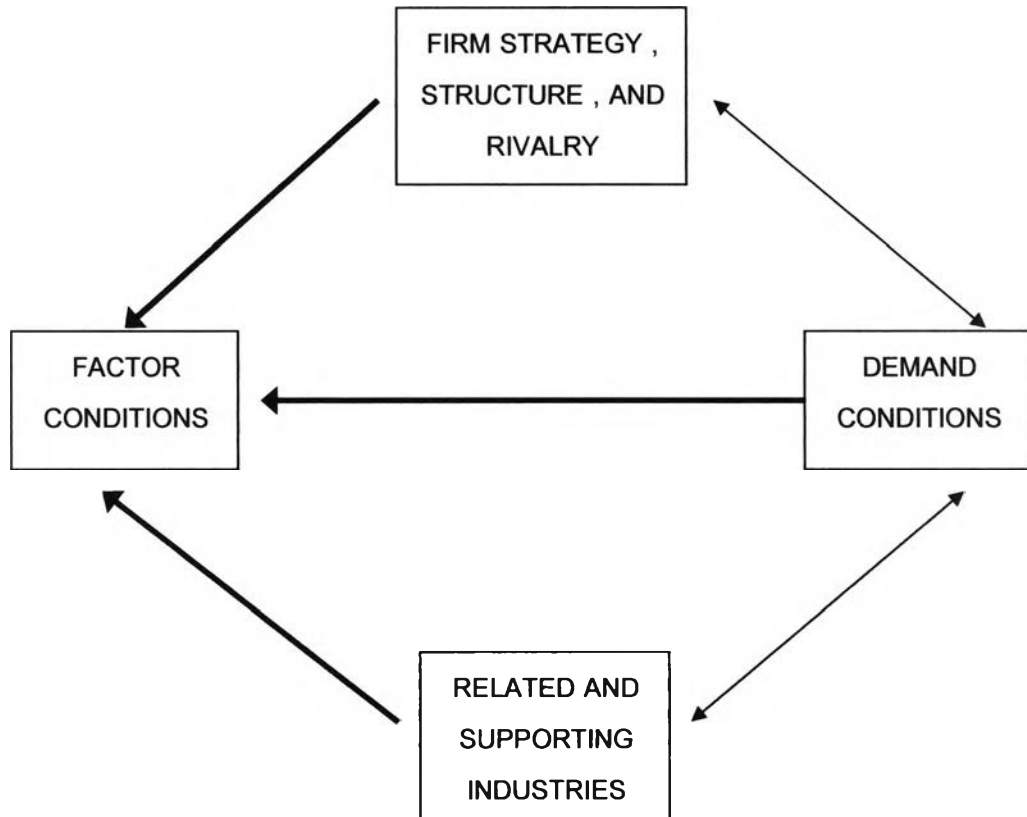 FIRM STRATEGY ,
STRUCTURE , AND
RIVALRY
FACTOR
CONDITIONS
DEMAND
CONDITIONS
RELATED AND
SUPPORTING
INDUSTRIES